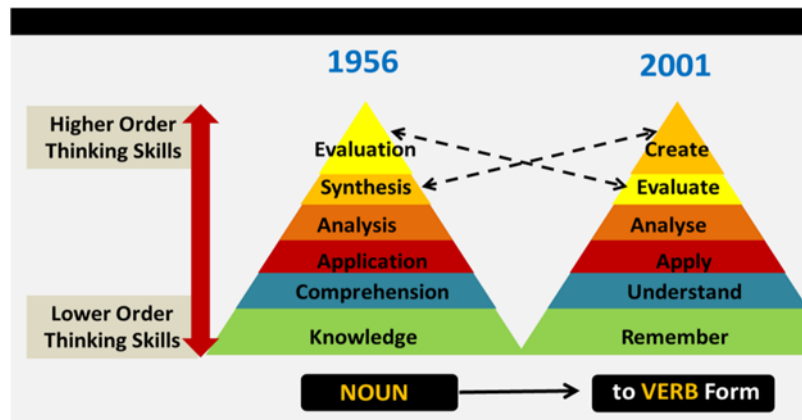 1956
2001
Higher Order
Thinking Skills
Evaluation
Create
Synthesis
Evaluate
Analysis
Analyse
Application
Apply
Comprehension
Understand
Lower Order
Thinking Skills
Knowledge
Remember
NOUN
to VERB Form